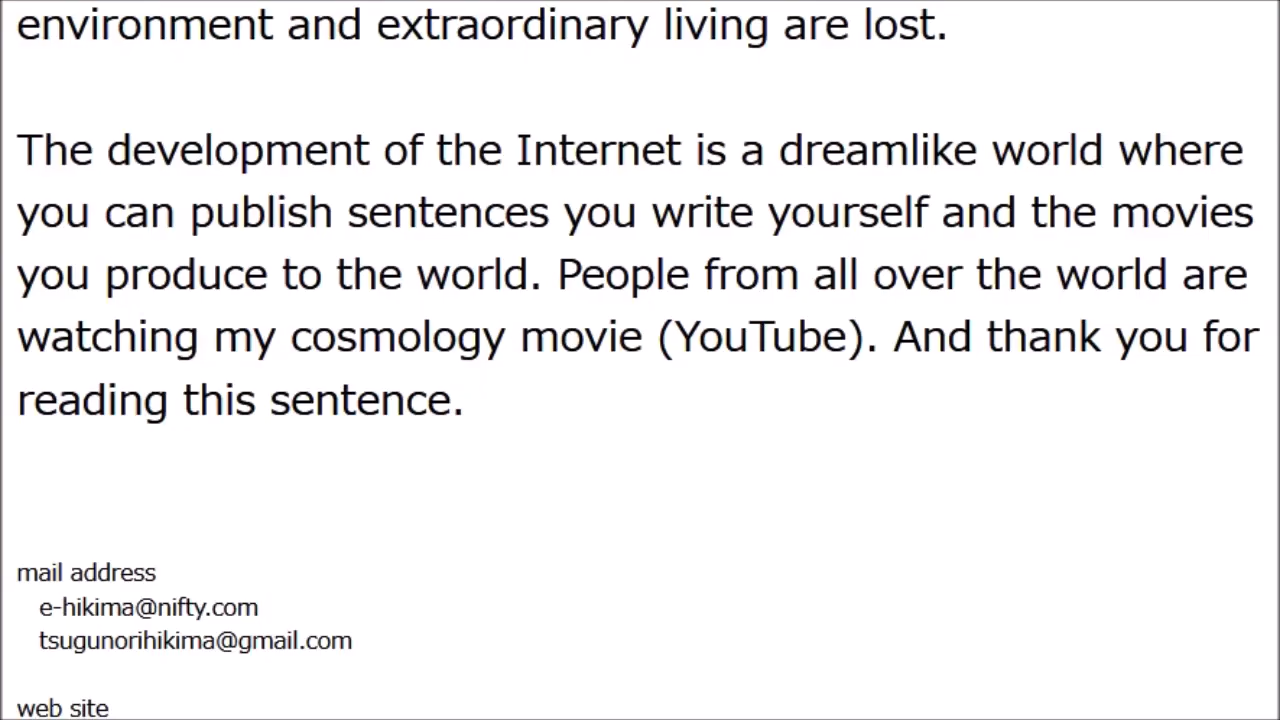 environment and extraordinary living are lost.
The development of the Internet is a dreamlike world where
you can publish sentences you write yourself and the movies
you produce to the world. People from all over the world are
watching my cosmology movie (YouTube). And thank you for
reading this sentence.
mail address
e-hikima@nifty.com
tsugunorihikima@gmail.com
web site